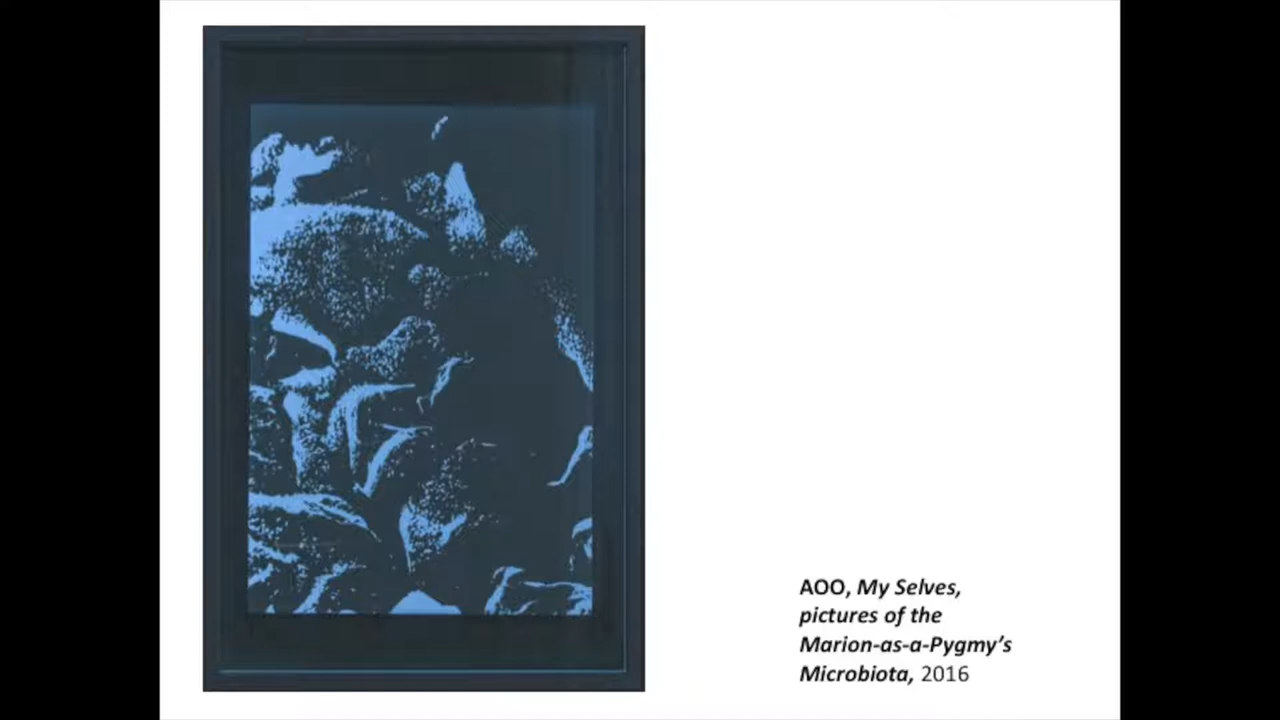 AOO, My Selves,
pictures of the
Marion-as-a-Pygmy’s
Microbiota, 2016